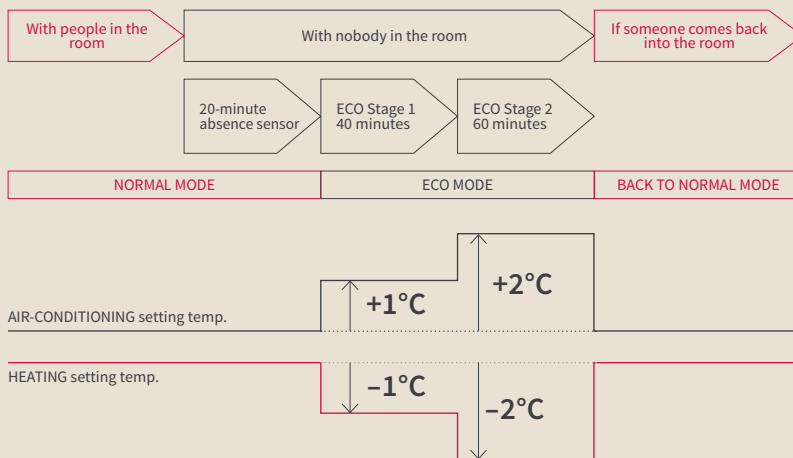 With people in the
room
With nobody in the room
If someone comes back
into the room
20-minute
absence sensor
ECO Stage 1
40 minutes
ECO Stage 2
60 minutes
NORMAL MODE
ECO MODE
BACK TO NORMAL MODE
+1°C
+2°C
AIR-CONDITIONING setting temp.
HEATING setting temp.
–1°C
–2°C